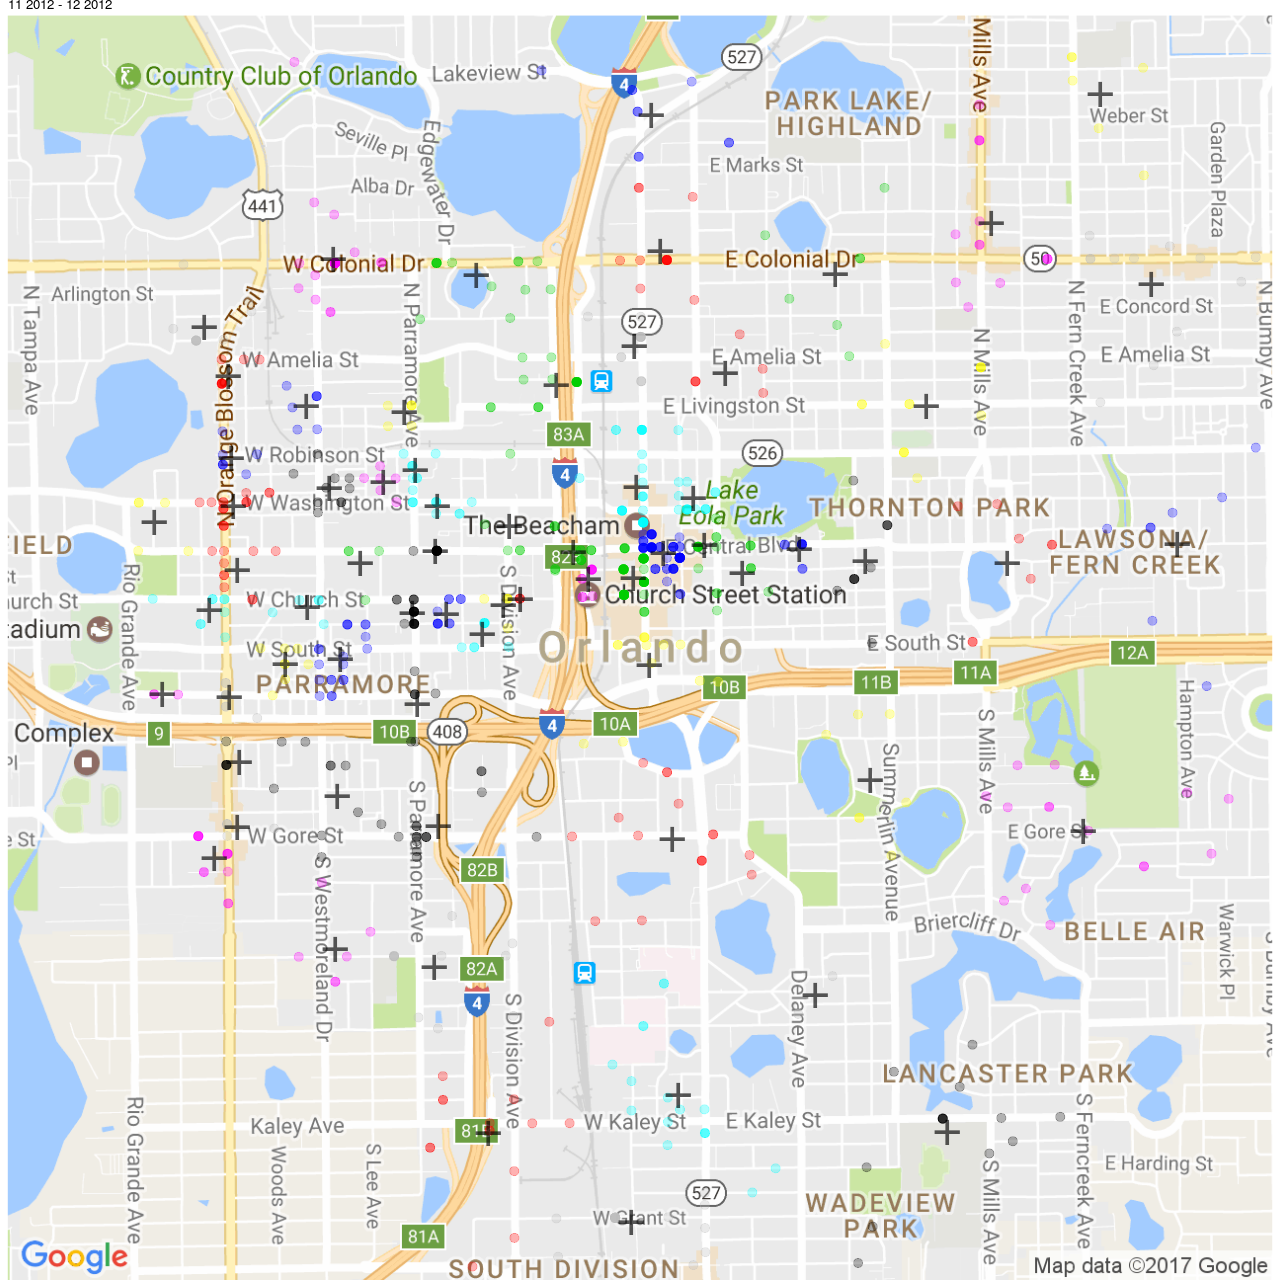 11 2012 - 12 2012
Country Club of Orlando
Lakeview St
4
527
Mills Ave
PARK LAKE/
HIGHLAND
Weber St
Seville Pl
Edgewater Dr
Garden Plaza
E Marks St
Alba Dr
441
W Colonial Dr
E Colonial Dr
50
Arlington St
N Tampa Ave
N Orange Blossom Trail
N Parramore Ave
527
N Fern Creek Ave
E Concord St
N Bumby Ave
W Amelia St
E Amelia St
N Mills Ave
E Amelia St
E Livingston St
83A
W Robinson St
526
4
W Washington St
Lake
Eola Park
THORNTON PARK
The Beacham
FIELD
E Central Blvd
LAWSONA/
FERN CREEK
Rio Grande Ave
S Division Ave
W Church St
Church Street Station
tadium
W South St
Orlando
E South St
12A
11A
11B
10B
PARRAMORE
Hampton Ave
Complex
9
10B
408
4
10A
S Mills Ave
Summerlin Avenue
S Parramore Ave
W Gore St
E Gore St
e St
82B
S Westmoreland Dr
Briercliff Dr
BELLE AIR
Warwick Pl
S Bumby Ave
82A
4
Delaney Ave
S Division Ave
LANCASTER PARK
Rio Grande Ave
Kaley Ave
W Kaley St
E Kaley St
S Ferncreek Ave
Woods Ave
S Lee Ave
S Mills Ave
E Harding St
527
WADEVIEW
PARK
W Grant St
81A
SOUTH DIVISION
Google
Map data ©2017 Google